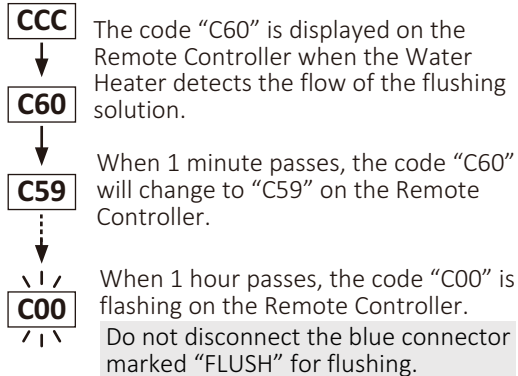 CCC
The code “C60” is displayed on the
Remote Controller when the Water
Heater detects the flow of the flushing
solution.
C60
When 1 minute passes, the code “C60”
will change to “C59” on the Remote
Controller.
C59
When 1 hour passes, the code “C00” is
flashing on the Remote Controller.
C00
Do not disconnect the blue connector
marked “FLUSH” for flushing.